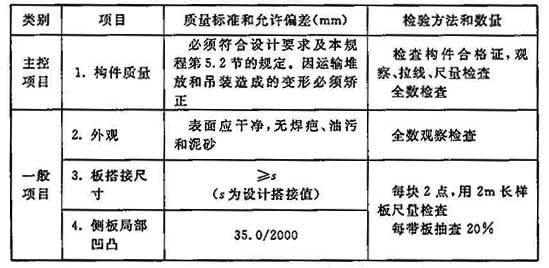 类别 项目 质量标准和允许偏差(mm) 检验方法和数量
主控
项目
1. 构件质量
必须符合设计要求及本规
程第5.2节的规定。因运输堆
放和吊装造成的变形必须矫
正
检查构件合格证,观
察、拉线、尺量检查
全数检查
一般
项目
2. 外观
表面应干净,无焊疤、油污
和泥砂
全数观察检查
3. 板搭接尺
寸
≥s
(s为设计搭接值)
每块2点,用2m长样
板尺量检查
每带板抽查20%
4. 侧板局部
凹凸
35.0/2000